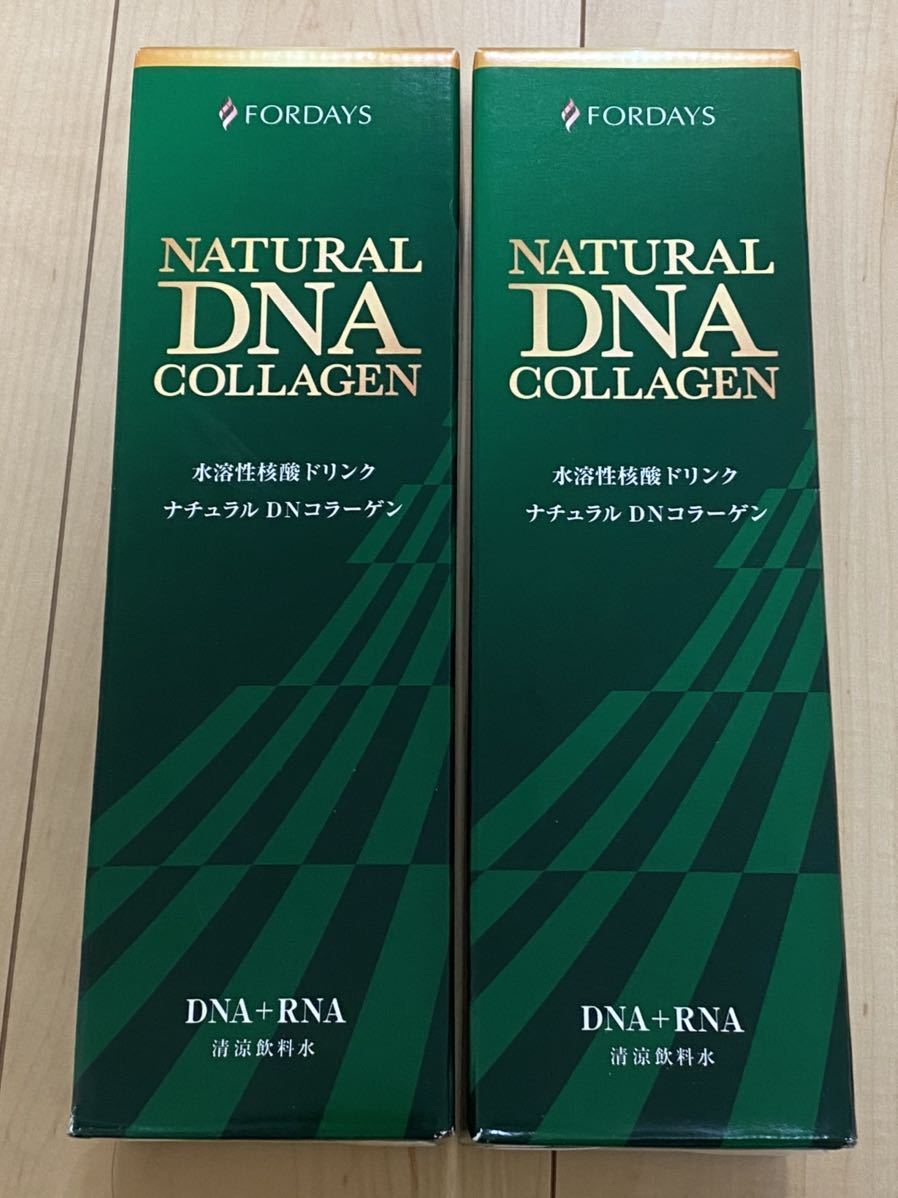 FORDAYS
NATURAL
DNA
COLLAGEN
水溶性核酸ドリンク
ナチュラル DNコラーゲン
DNA+RNA
清涼飲料水
FORDAYS
NATURAL
DNA
COLLAGEN
水溶性核酸ドリンク
ナチュラル DNコラーゲン
DNA+RNA
清涼飲料水